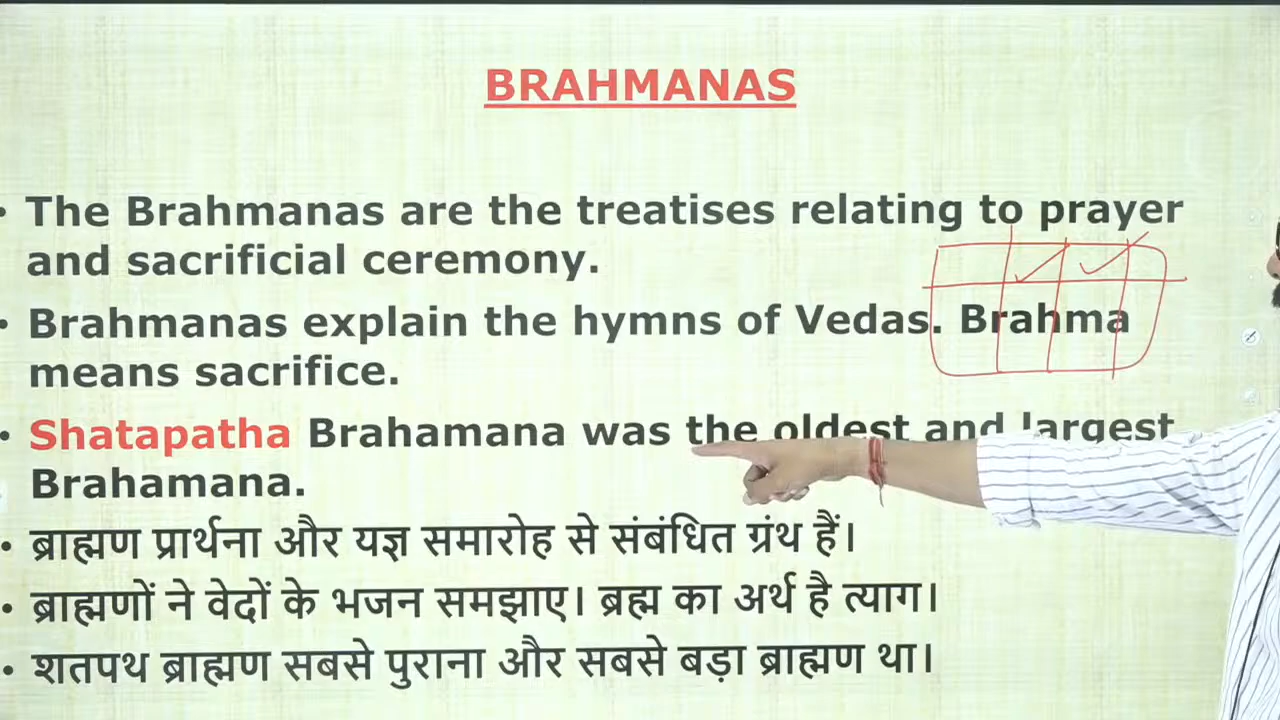 BRAHMANAS
• The Brahmanas are the treatises relating to prayer
and sacrificial ceremony.
• Brahmanas explain the hymns of Vedas. Brahma
means sacrifice.
• Shatapatha Brahamana was the oldest and largest
Brahamana.
• ब्राह्मण प्रार्थना और यज्ञ समारोह से संबंधित ग्रंथ हैं।
• ब्राह्मणों ने वेदों के भजन समझाए। ब्रह्म का अर्थ है त्याग।
• शतपथ ब्राह्मण सबसे पुराना और सबसे बड़ा ब्राह्मण था।